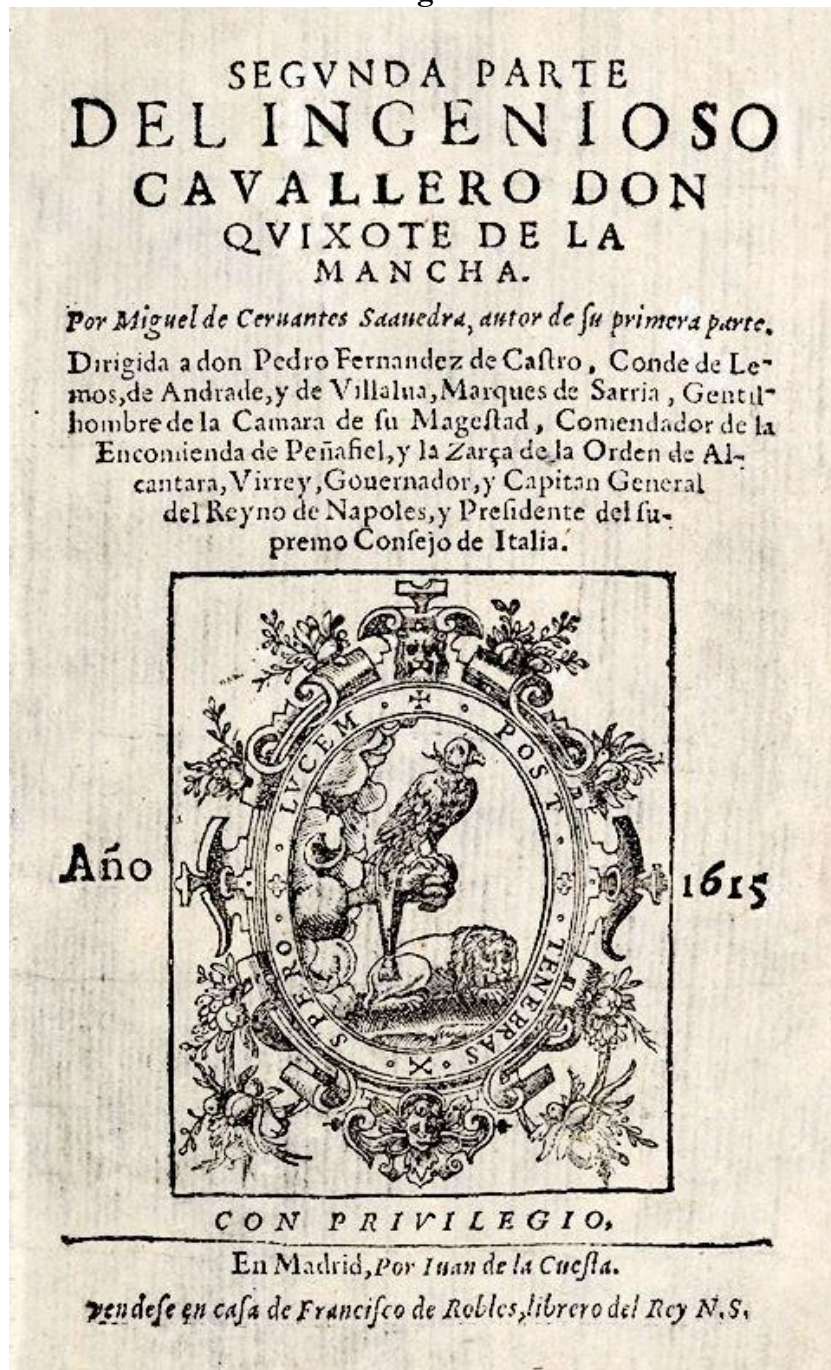 SEGVNDA PARTE
DEL INGENIOSO
CAVALLERO DON
QVIXOTE DE LA
MANCHA.
Por Miguel de Ceruantes Saauedra, autor de ſu primera parte.
Dirigida a don Pedro Fernandez de Caſtro, Conde de Le-
mos, de Andrade, y de Villalua, Marques de Sarria, Gentil-
hombre de la Camara de ſu Mageſtad, Comendador de la
Encomienda de Peñafiel, y la Zarça de la Orden de Al-
cantara, Virrey, Gouernador, y Capitan General
del Reyno de Napoles, y Preſidente del ſu-
premo Conſejo de Italia.
SPERO LVCEM POST TENEBRAS
Año 1615
CON PRIVILEGIO,
En Madrid, Por Iuan de la Cueſta.
vendeſe en caſa de Franciſco de Robles, librero del Rey N.S.